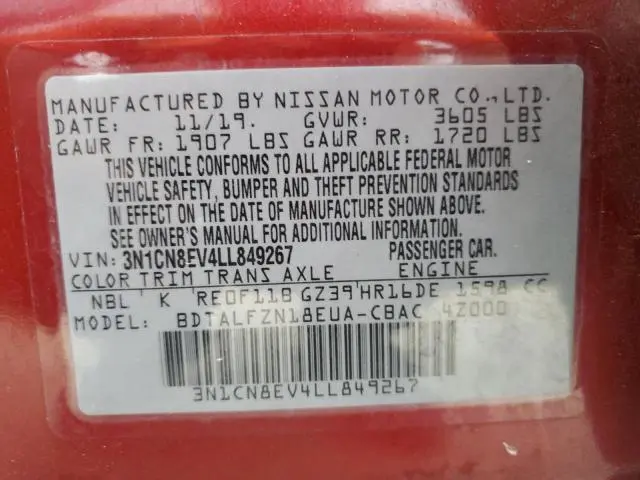 MANUFACTURED BY NISSAN MOTOR CO.,LTD.
DATE: 11/19. GVWR: 3605 LBS
GAWR FR: 1907 LBS GAWR RR: 1720 LBS
THIS VEHICLE CONFORMS TO ALL APPLICABLE FEDERAL MOTOR
VEHICLE SAFETY, BUMPER AND THEFT PREVENTION STANDARDS
IN EFFECT ON THE DATE OF MANUFACTURE SHOWN ABOVE.
SEE OWNER'S MANUAL FOR ADDITIONAL INFORMATION.
VIN: 3N1CN8EV4LL849267 PASSENGER CAR.
COLOR TRIM TRANS AXLE ENGINE
NBL K RE0F11B GZ39 HR16DE 1598 CC
MODEL: BDTALFZN18EUA-CBAC 4Z000
3N1CN8EV4LL849267